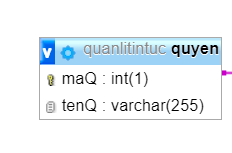 v quanlitintuc quyen
maQ : int(1)
tenQ : varchar(255)